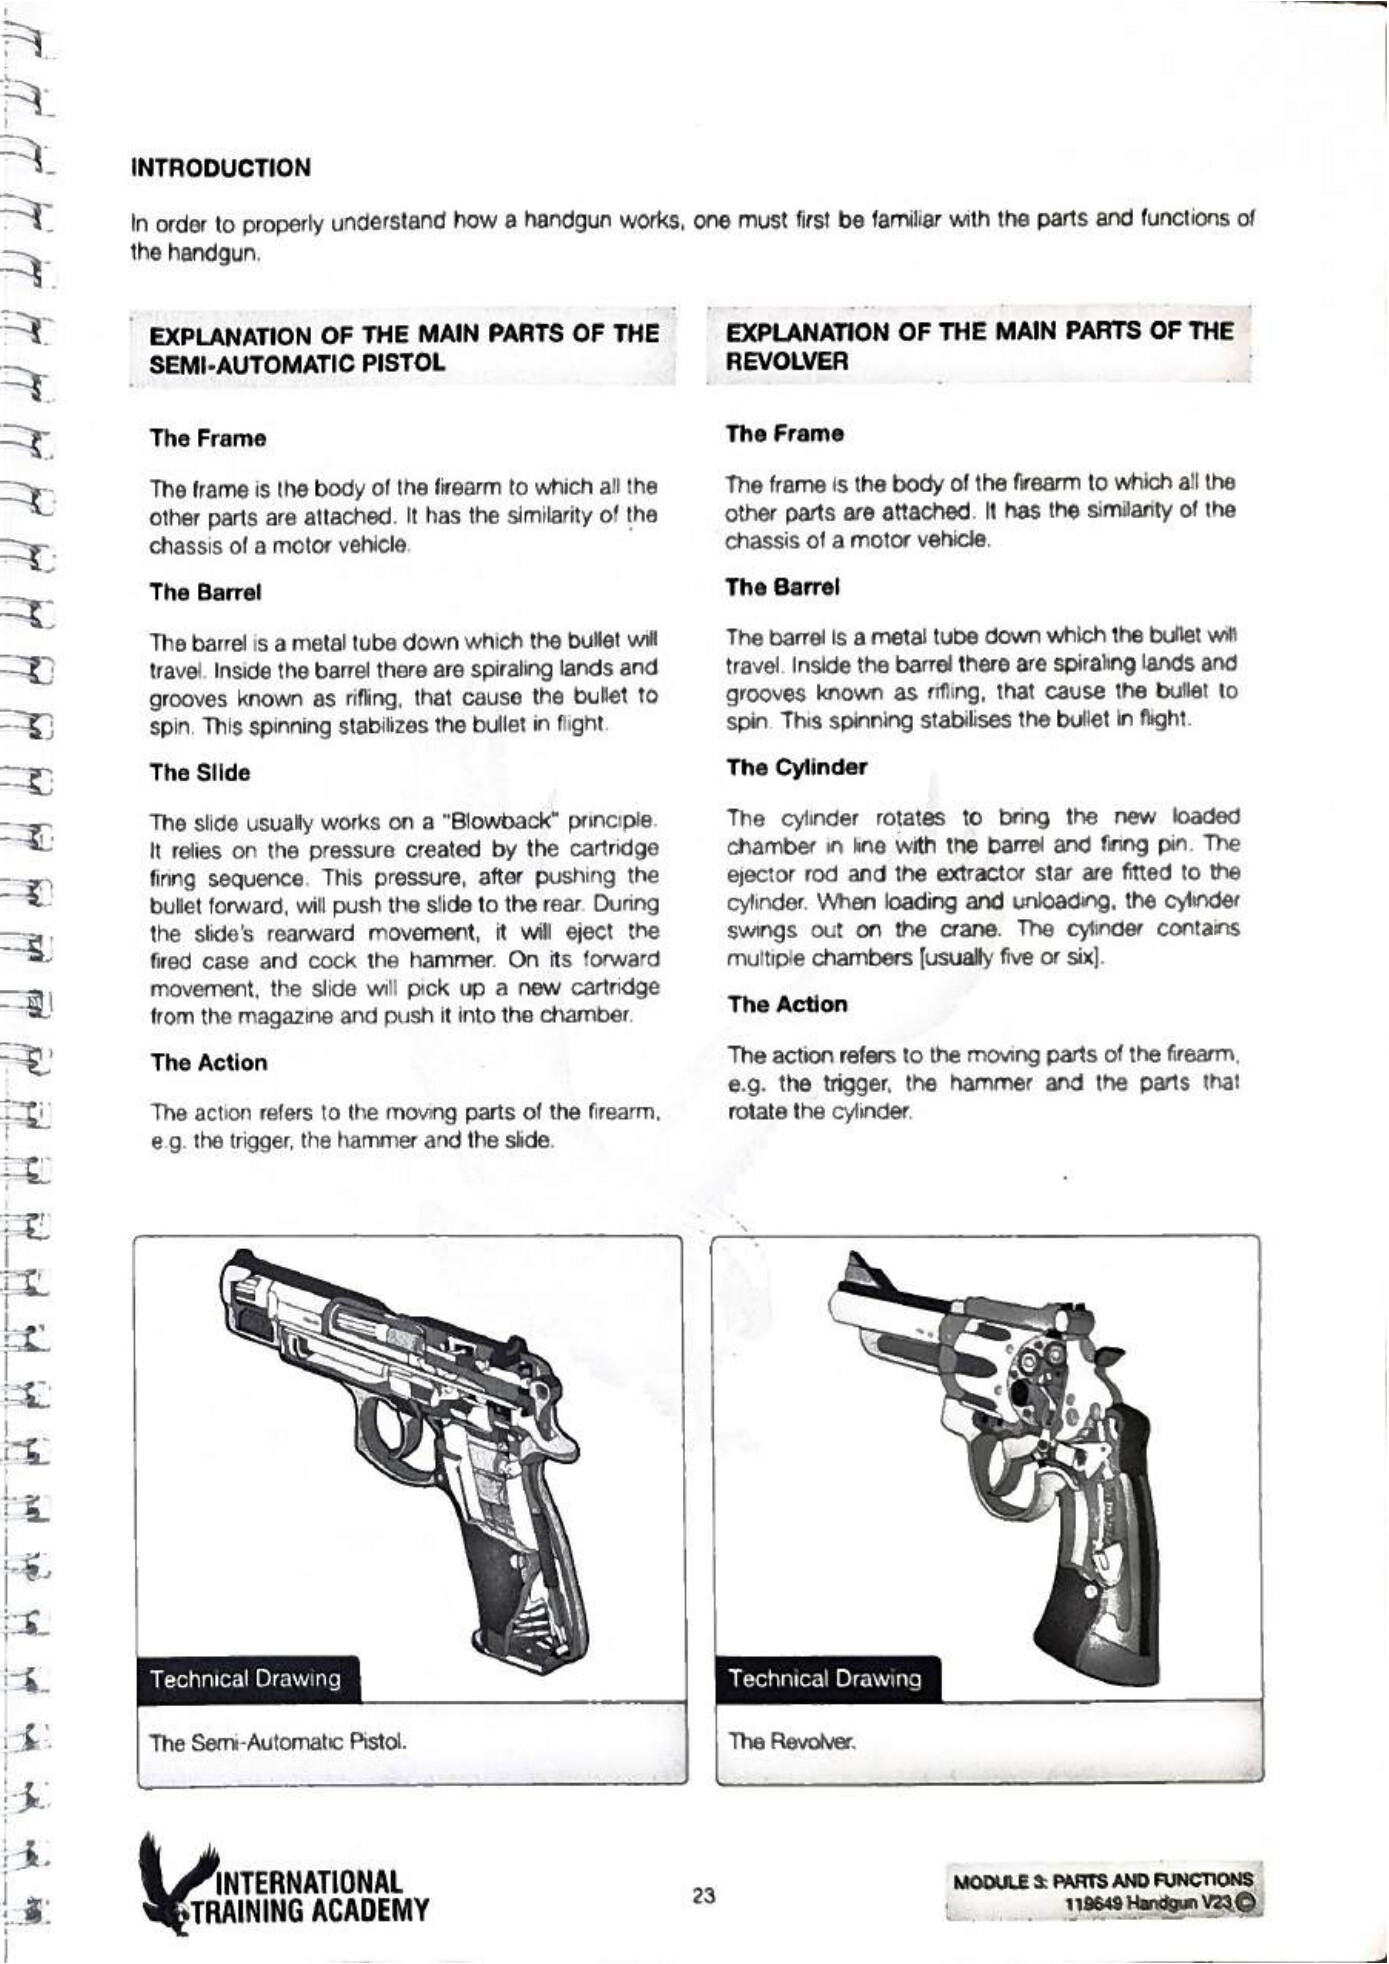 INTRODUCTION
In order to properly understand how a handgun works, one must first be familiar with the parts and functions of
the handgun.
EXPLANATION OF THE MAIN PARTS OF THE
SEMI-AUTOMATIC PISTOL
The Frame
The frame is the body of the firearm to which all the
other parts are attached. It has the similarity of the
chassis of a motor vehicle.
The Barrel
The barrel is a metal tube down which the bullet will
travel. Inside the barrel there are spiraling lands and
grooves known as rifling, that cause the bullet to
spin. This spinning stabilizes the bullet in flight.
The Slide
The slide usually works on a "Blowback" principle.
It relies on the pressure created by the cartridge
firing sequence. This pressure, after pushing the
bullet forward, will push the slide to the rear. During
the slide's rearward movement, it will eject the
fired case and cock the hammer. On its forward
movement, the slide will pick up a new cartridge
from the magazine and push it into the chamber.
The Action
The action refers to the moving parts of the firearm,
e.g. the trigger, the hammer and the slide.
EXPLANATION OF THE MAIN PARTS OF THE
REVOLVER
The Frame
The frame is the body of the firearm to which all the
other parts are attached. It has the similarity of the
chassis of a motor vehicle.
The Barrel
The barrel is a metal tube down which the bullet will
travel. Inside the barrel there are spiraling lands and
grooves known as rifling, that cause the bullet to
spin. This spinning stabilises the bullet in flight.
The Cylinder
The cylinder rotates to bring the new loaded
chamber in line with the barrel and firing pin. The
ejector rod and the extractor star are fitted to the
cylinder. When loading and unloading, the cylinder
swings out on the crane. The cylinder contains
multiple chambers [usually five or six].
The Action
The action refers to the moving parts of the firearm,
e.g. the trigger, the hammer and the parts that
rotate the cylinder.
Technical Drawing
The Semi-Automatic Pistol.
Technical Drawing
The Revolver.
INTERNATIONAL
TRAINING ACADEMY
23
MODULE 3: PARTS AND FUNCTIONS
119649 Handgun V23 ©